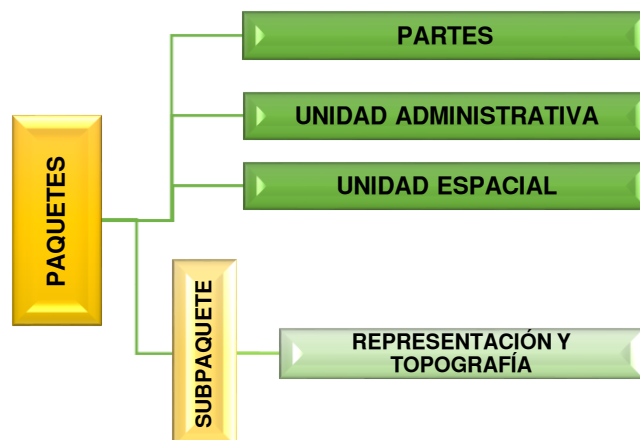 PARTES
UNIDAD ADMINISTRATIVA
UNIDAD ESPACIAL
PAQUETES
SUBPAQUETE
REPRESENTACIÓN Y
TOPOGRAFÍA